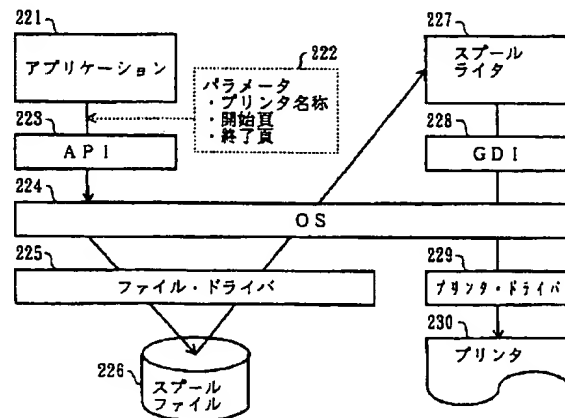 221
アプリケーション
222
パラメータ
・プリンタ名称
・開始頁
・終了頁
223
API
224
OS
225
ファイル・ドライバ
226
スプール
ファイル
227
スプール
ライタ
228
GDI
229
プリンタ・ドライバ
230
プリンタ